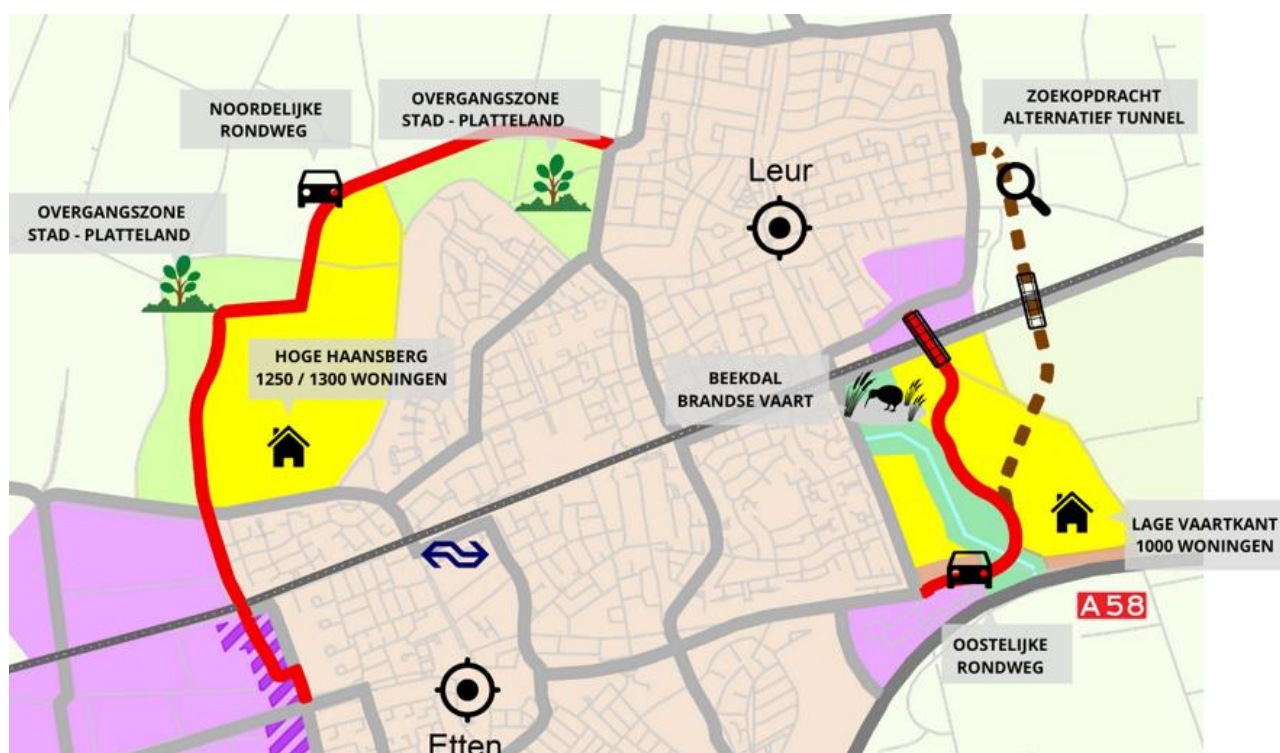 NOORDELIJKE
RONDWEG
OVERGANGSZONE
STAD - PLATTELAND
ZOEKOPDRACHT
ALTERNATIEF TUNNEL
Leur
OVERGANGSZONE
STAD - PLATTELAND
HOGE HAANSBERG
1250 / 1300 WONINGEN
BEEKDAL
BRANDSE VAART
LAGE VAARTKANT
1000 WONINGEN
A58
OOSTELIJKE
RONDWEG
Etten